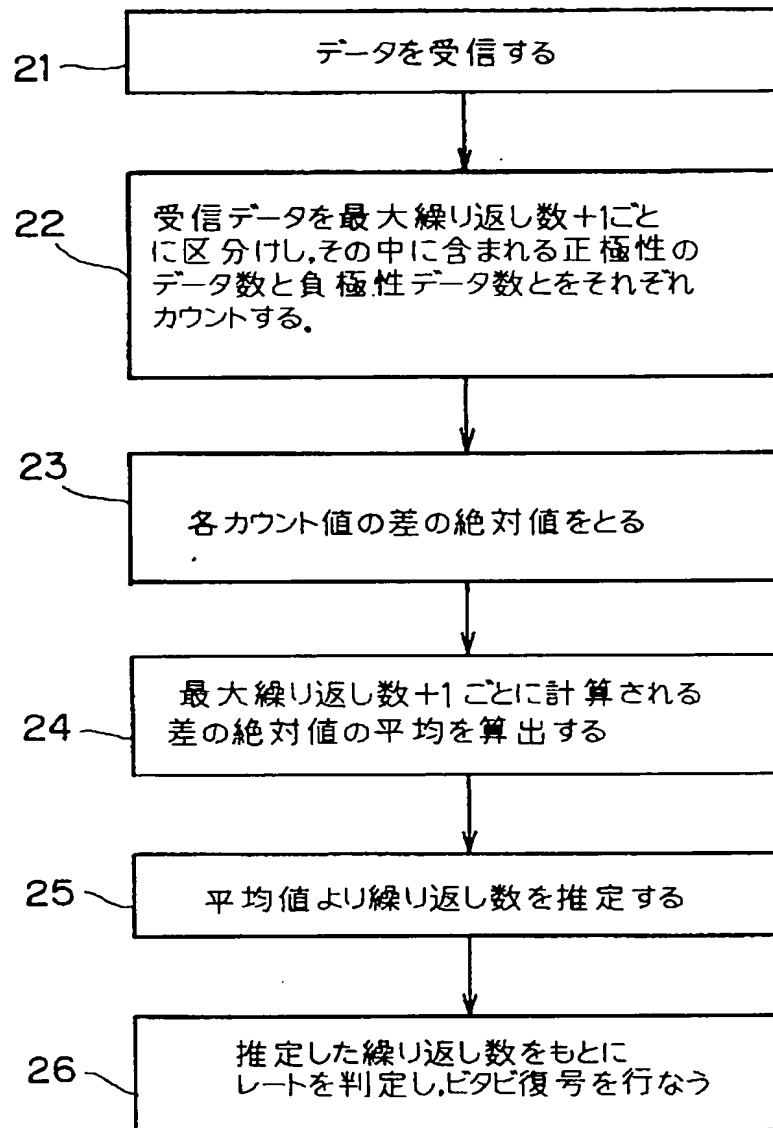 21
データを受信する
22
受信データを最大繰り返し数+1ごと
に区分けし,その中に含まれる正極性の
データ数と負極性データ数とをそれぞれ
カウントする.
23
各カウント値の差の絶対値をとる
24
最大繰り返し数+1ごとに計算される
差の絶対値の平均を算出する
25
平均値より繰り返し数を推定する
26
推定した繰り返し数をもとに
レートを判定し,ビタビ復号を行なう